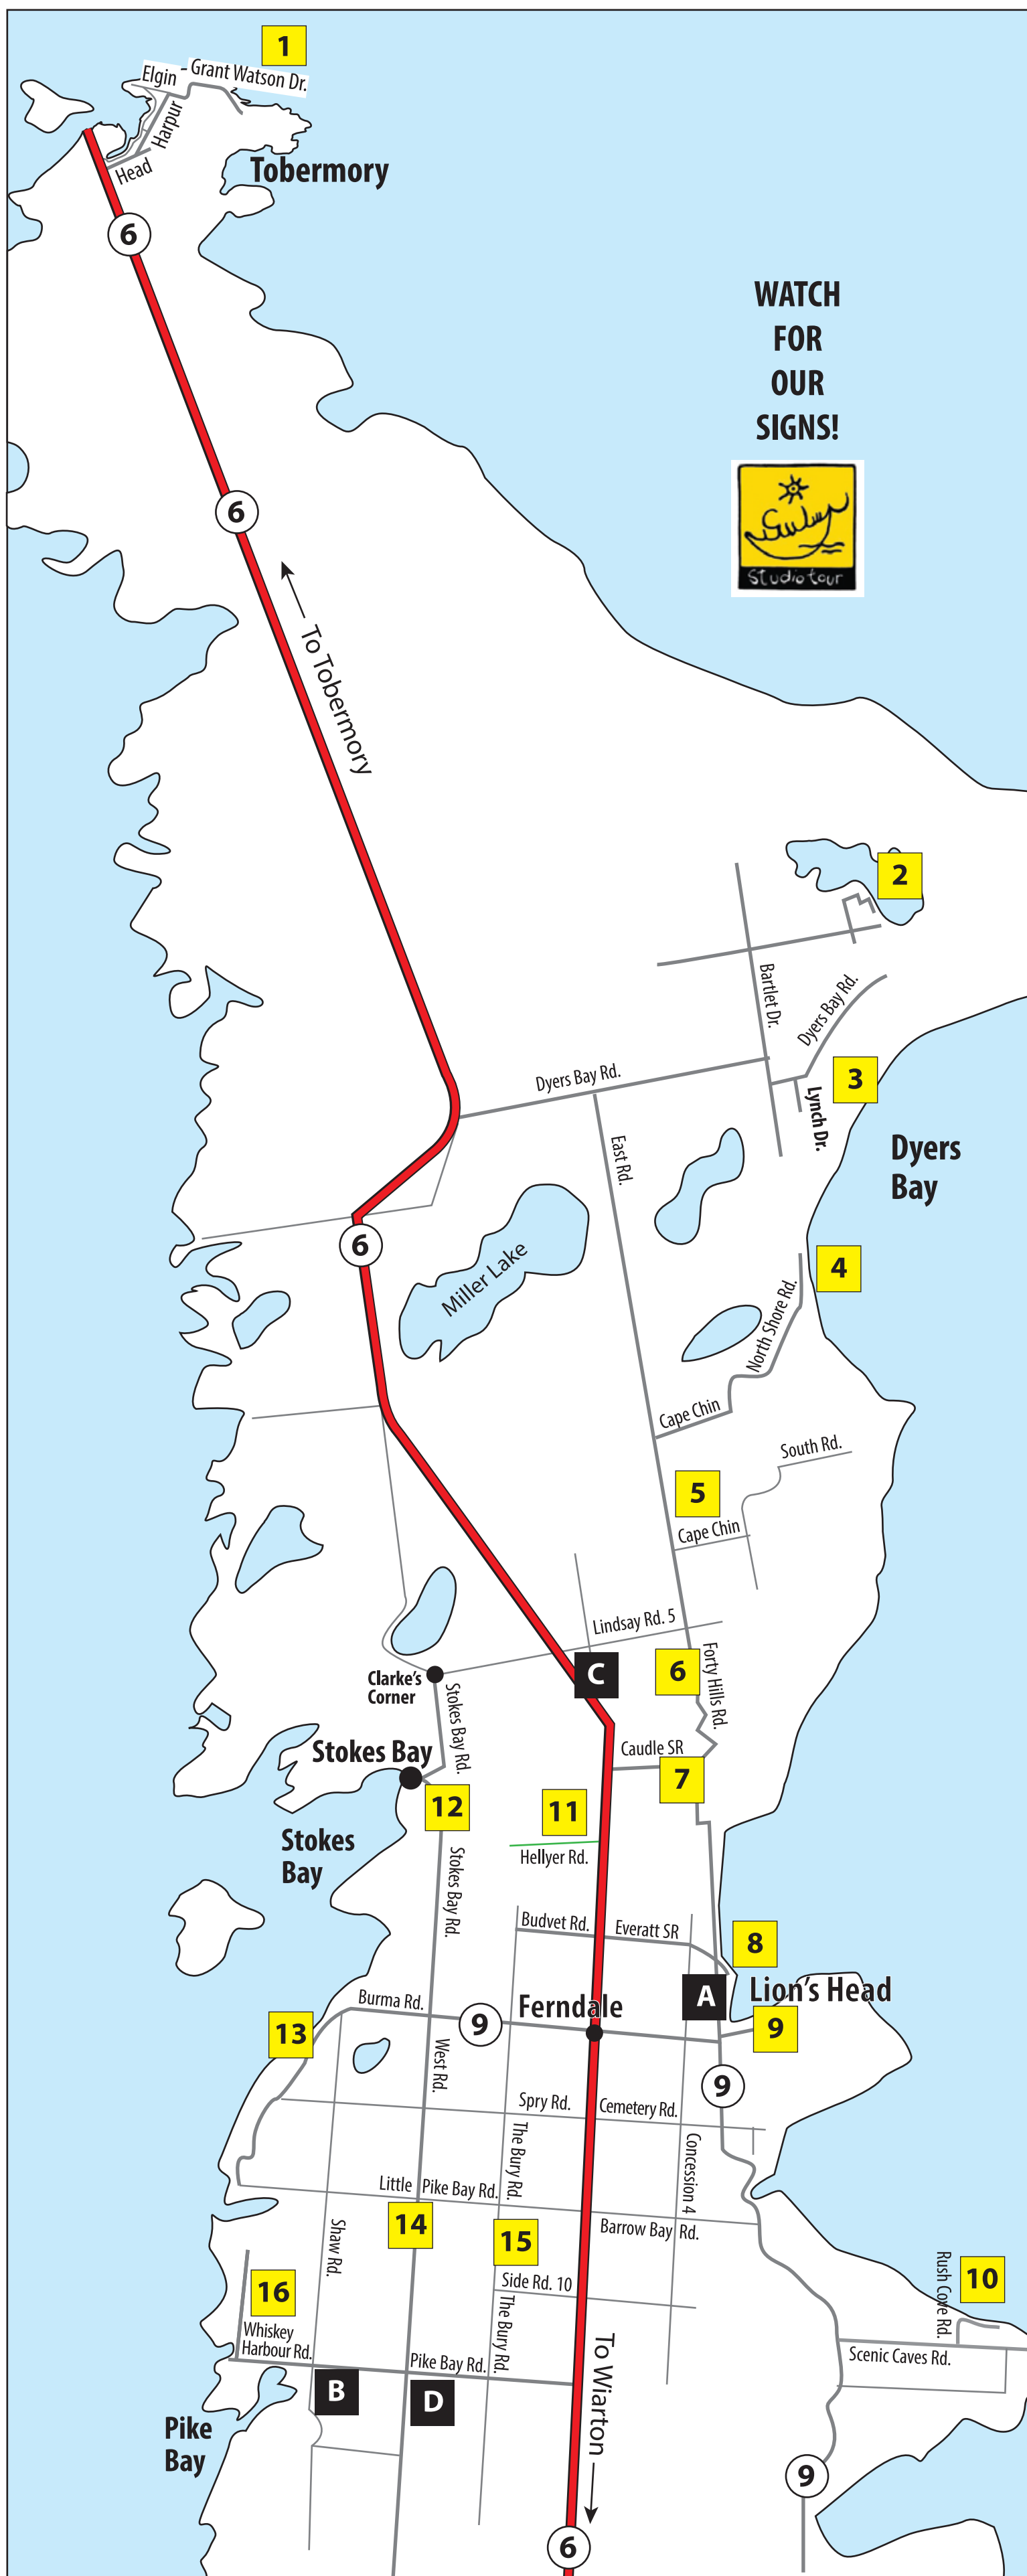 1
Elgin - Grant Watson Dr.
Harpur
Head
Tobermory
6
WATCH
FOR
OUR
SIGNS!
Studio tour
6
To Tobermory
2
Bartlet Dr.
Dyers Bay Rd.
3
Dyers Bay Rd.
Lynch Dr.
East Rd.
Dyers
Bay
6
Miller Lake
4
North Shore Rd.
Cape Chin
South Rd.
5
Cape Chin
Lindsay Rd. 5
Clarke's
Corner
C
6
Forty Hills Rd.
Stokes Bay Rd.
Stokes Bay
Caudle SR
7
12
11
Stokes
Bay
Hellyer Rd.
Stokes Bay Rd.
Budvet Rd.
Everatt SR
8
A
Lion's Head
Burma Rd.
9
Ferndale
9
13
West Rd.
9
Spry Rd.
Cemetery Rd.
The Bury Rd.
Concession 4
Little Pike Bay Rd.
14
15
Barrow Bay Rd.
Shaw Rd.
Side Rd. 10
Rush Cove Rd.
10
16
Whiskey
Harbour Rd.
The Bury Rd.
To Wiarton
Scenic Caves Rd.
Pike Bay Rd.
B
D
Pike
Bay
9
6